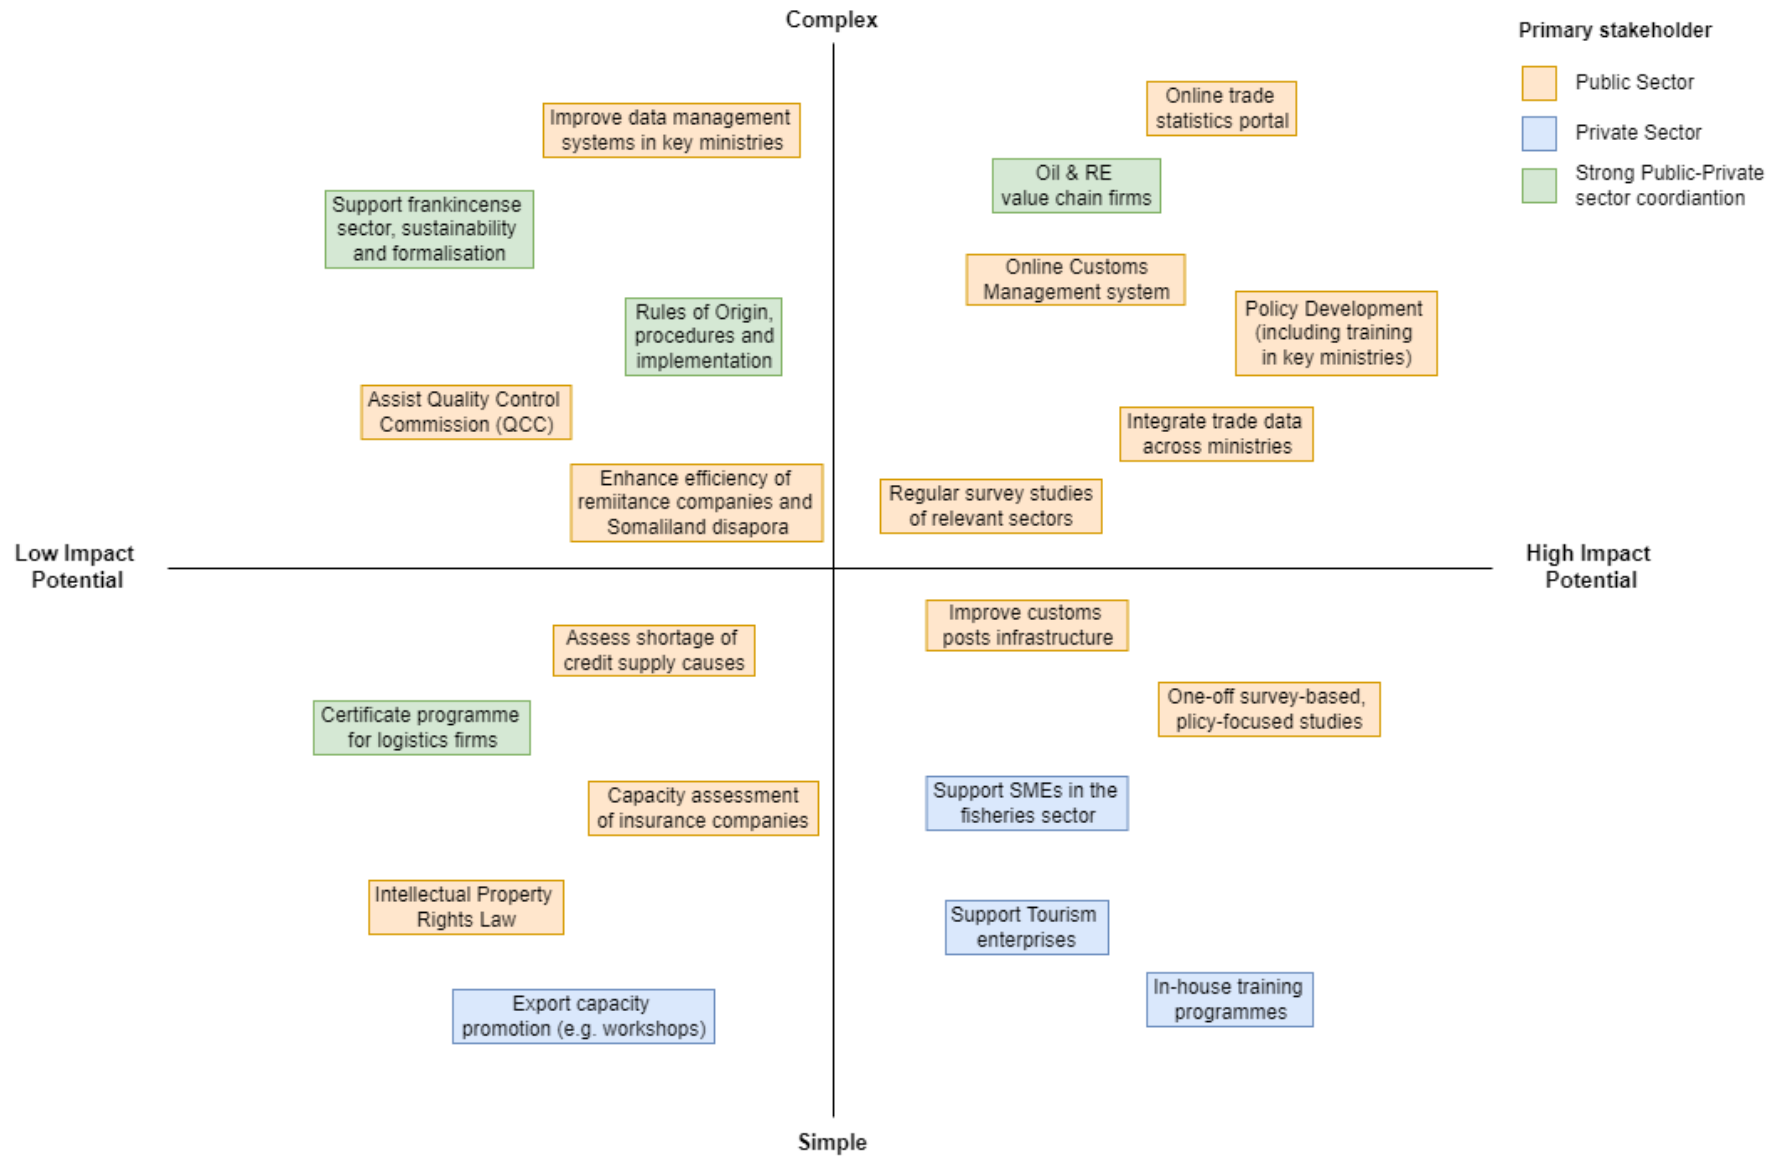 Complex
Primary stakeholder
Public Sector
Private Sector
Strong Public-Private
sector coordiantion
Improve data management
systems in key ministries
Online trade
statistics portal
Oil & RE
value chain firms
Support frankincense
sector, sustainability
and formalisation
Online Customs
Management system
Rules of Origin,
procedures and
implementation
Policy Development
(including training
in key ministries)
Assist Quality Control
Commission (QCC)
Integrate trade data
across ministries
Enhance efficiency of
remiitance companies and
Somaliland disapora
Regular survey studies
of relevant sectors
Low Impact
Potential
High Impact
Potential
Assess shortage of
credit supply causes
Improve customs
posts infrastructure
Certificate programme
for logistics firms
One-off survey-based,
plicy-focused studies
Capacity assessment
of insurance companies
Support SMEs in the
fisheries sector
Intellectual Property
Rights Law
Support Tourism
enterprises
Export capacity
promotion (e.g. workshops)
In-house training
programmes
Simple